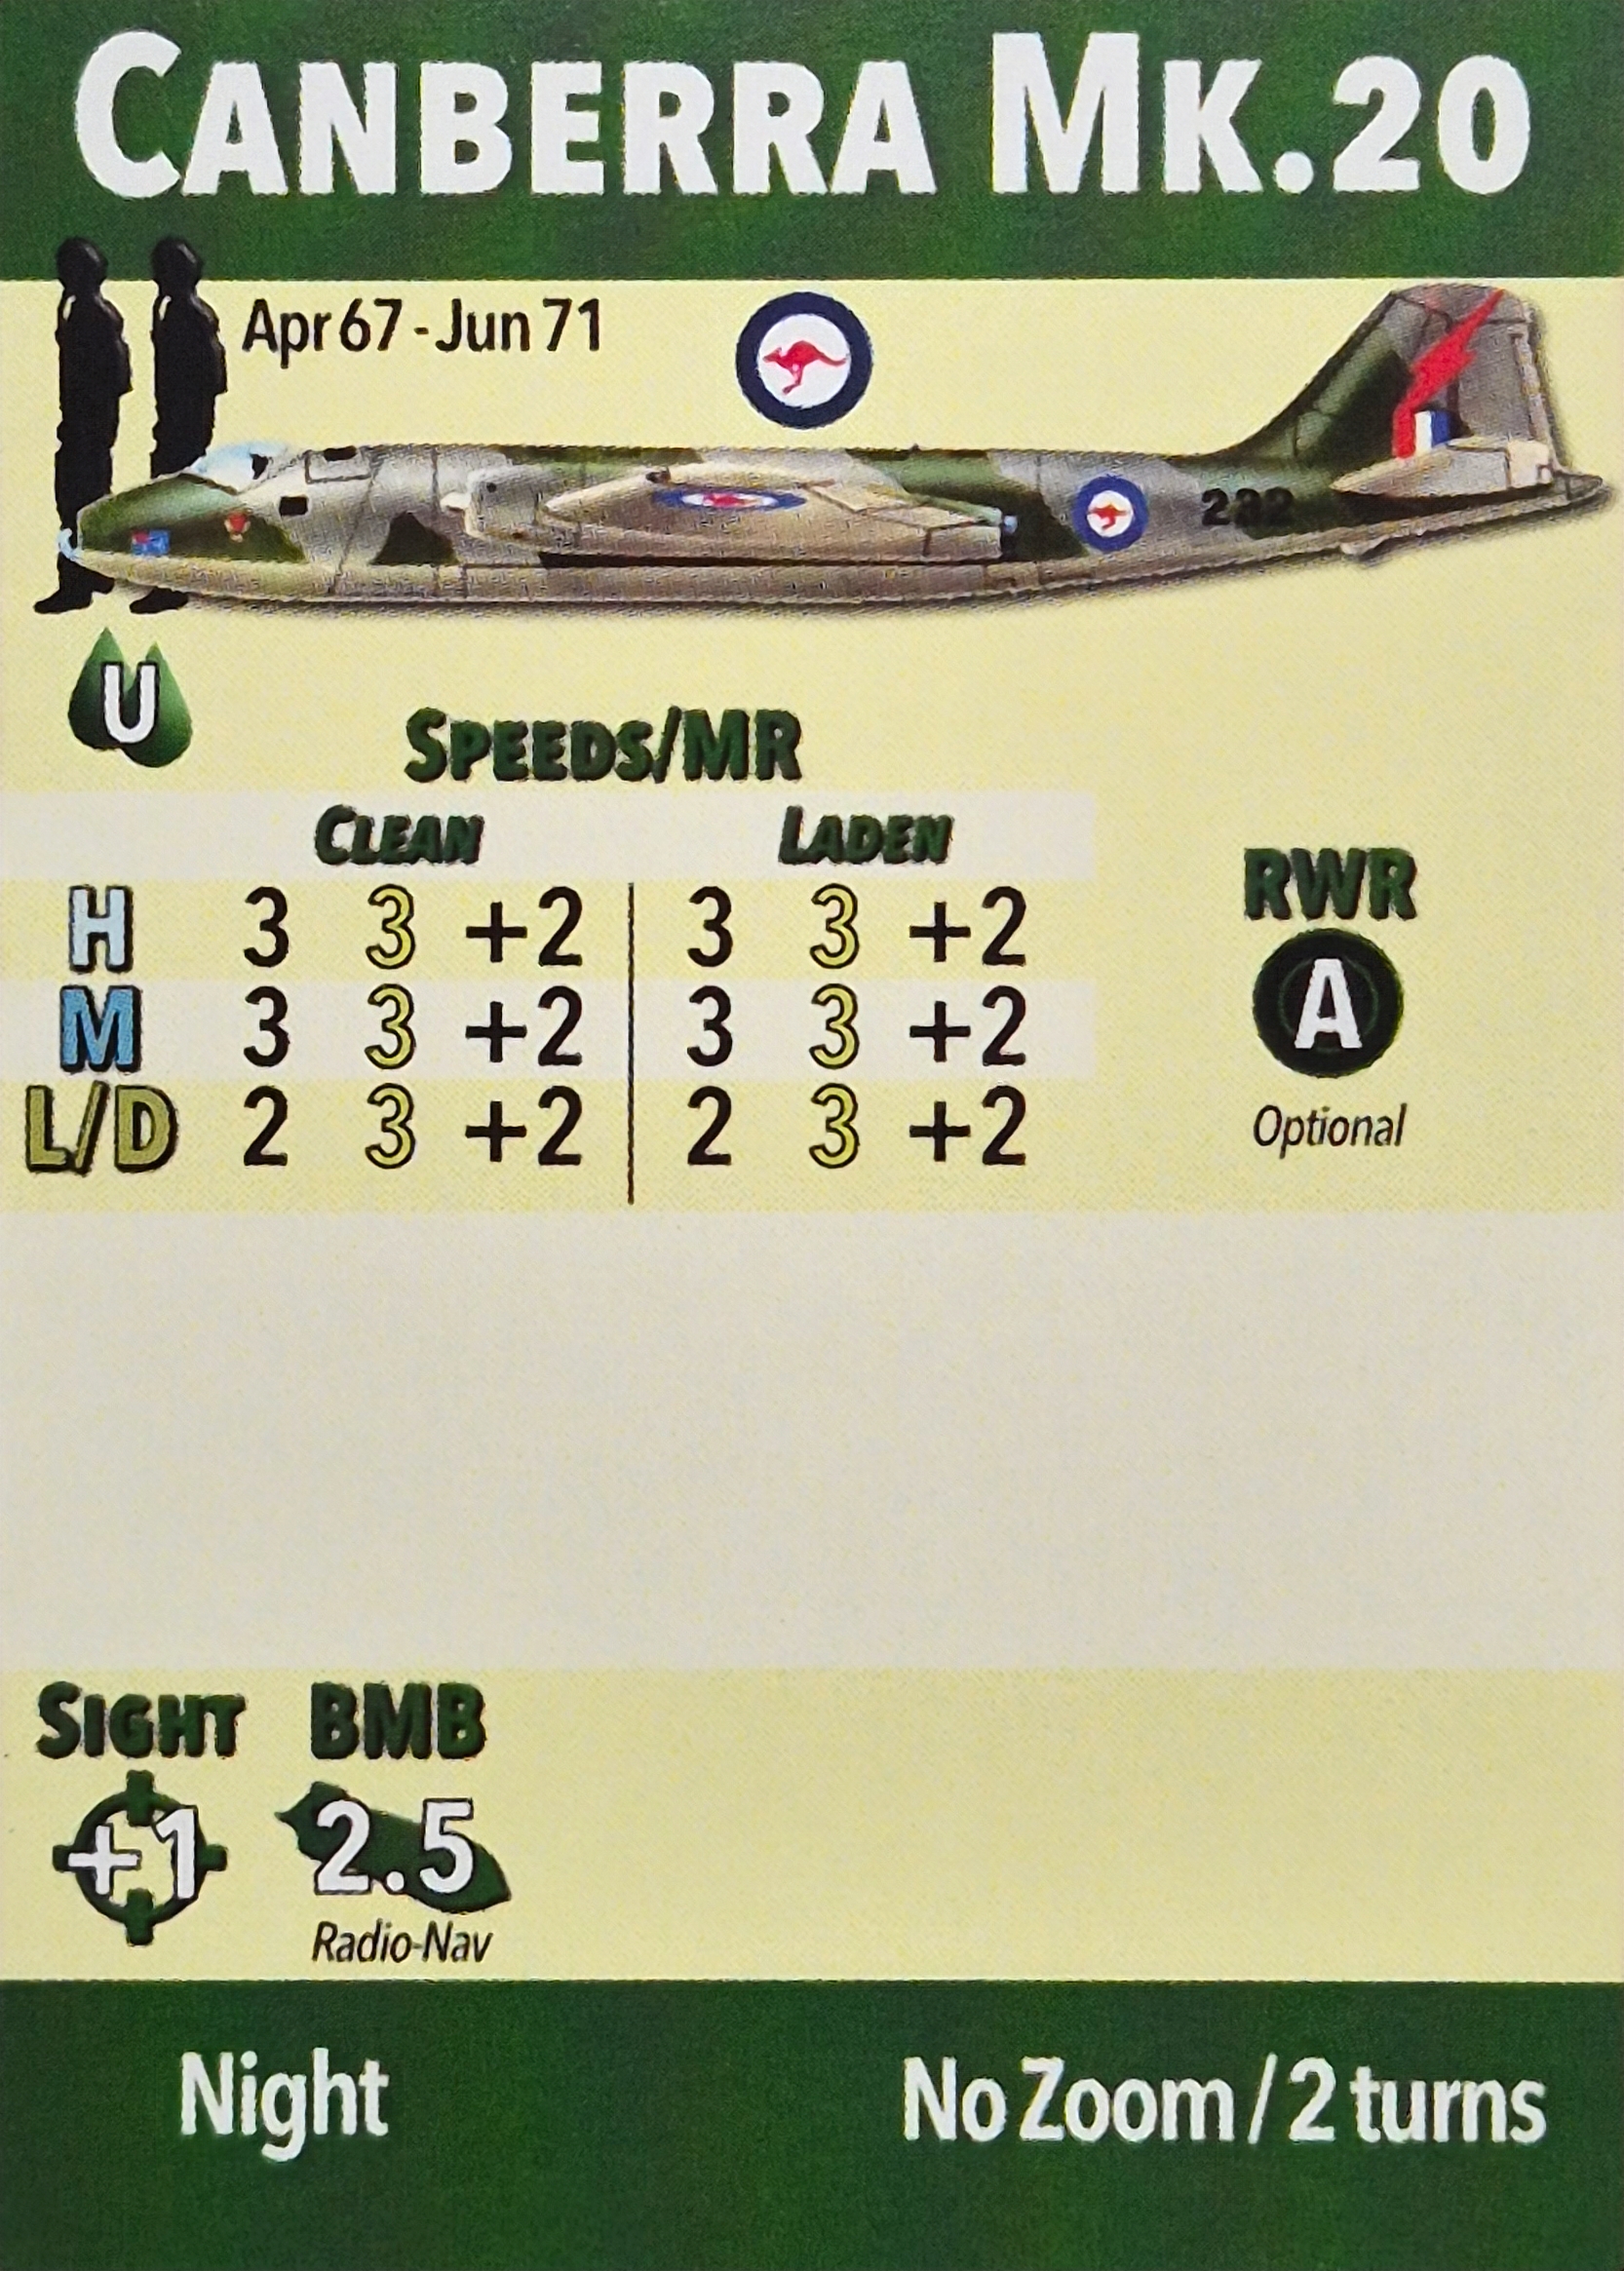 CANBERRA MK.20
Apr 67 - Jun 71
232
U
SPEEDS/MR
CLEAN LADEN
H 3 3 +2 3 3 +2
M 3 3 +2 3 3 +2
L/D 2 3 +2 2 3 +2
RWR
A
Optional
SIGHT BMB
+1 2.5
Radio-Nav
Night No Zoom / 2 turns